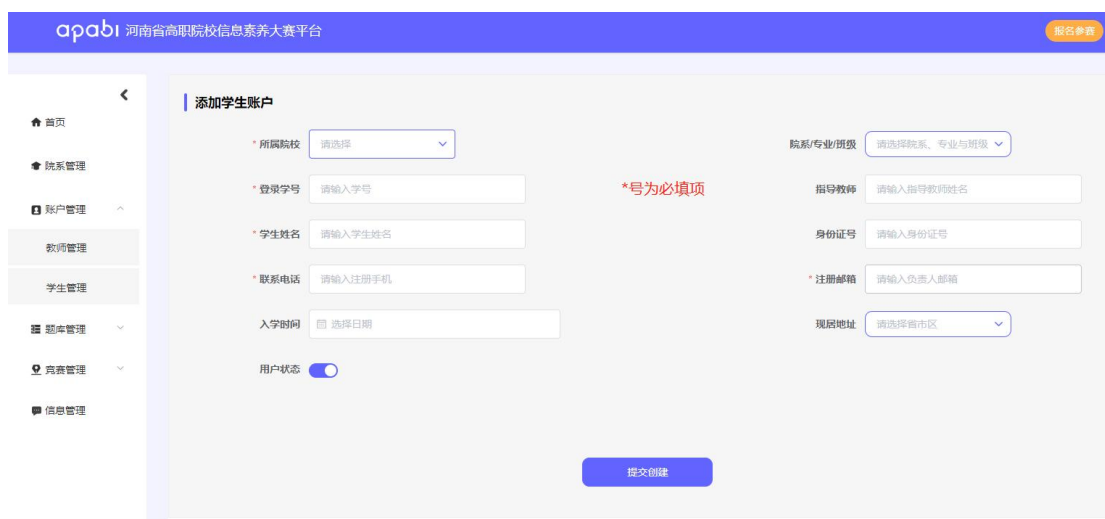 apabi 河南省高职院校信息素养大赛平台
报名参赛
首页
院系管理
账户管理
教师管理
学生管理
题库管理
竞赛管理
信息管理
添加学生账户
* 所属院校 请选择
院系/专业/班级 请选择院系、专业与班级
* 登录学号 请输入学号
*号为必填项
指导教师 请输入指导教师姓名
* 学生姓名 请输入学生姓名
身份证号 请输入身份证号
* 联系电话 请输入注册手机
* 注册邮箱 请输入负责人邮箱
入学时间 选择日期
现居地址 请选择省市区
用户状态
提交创建